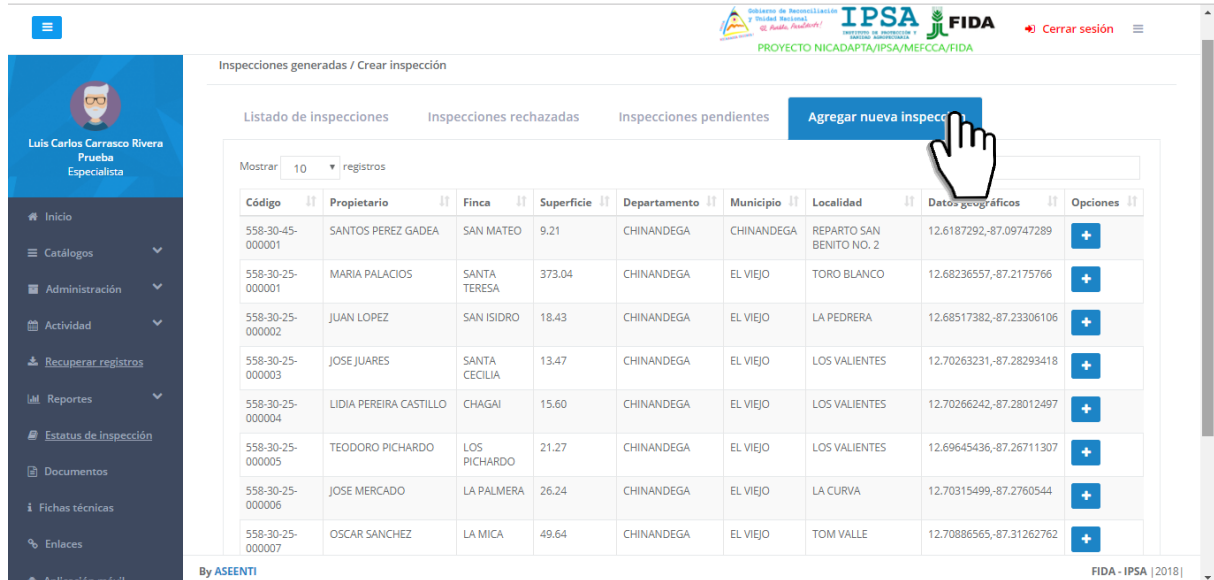 Gobierno de Reconciliación
y Unidad Nacional
El Pueblo, Presidente!
IPSA
INSTITUTO DE PROTECCIÓN Y
SANIDAD AGROPECUARIA
FIDA
PROYECTO NICADAPTA/IPSA/MEFCCA/FIDA
Cerrar sesión
Luis Carlos Carrasco Rivera
Prueba
Especialista
Inicio
Catálogos
Administración
Actividad
Recuperar registros
Reportes
Estatus de inspección
Documentos
Fichas técnicas
Enlaces
Inspecciones generadas / Crear inspección
Listado de inspecciones Inspecciones rechazadas Inspecciones pendientes Agregar nueva inspecció
Mostrar 10 registros
Código Propietario Finca Superficie Departamento Municipio Localidad Datos geográficos Opciones
558-30-45- SANTOS PEREZ GADEA SAN MATEO 9.21 CHINANDEGA CHINANDEGA REPARTO SAN 12.6187292,-87.09747289
000001 BENITO NO. 2
558-30-25- MARIA PALACIOS SANTA 373.04 CHINANDEGA EL VIEJO TORO BLANCO 12.68236557,-87.2175766
000001 TERESA
558-30-25- JUAN LOPEZ SAN ISIDRO 18.43 CHINANDEGA EL VIEJO LA PEDRERA 12.68517382,-87.23306106
000002
558-30-25- JOSE JUARES SANTA 13.47 CHINANDEGA EL VIEJO LOS VALIENTES 12.70263231,-87.28293418
000003 CECILIA
558-30-25- LIDIA PEREIRA CASTILLO CHAGAI 15.60 CHINANDEGA EL VIEJO LOS VALIENTES 12.70266242,-87.28012497
000004
558-30-25- TEODORO PICHARDO LOS 21.27 CHINANDEGA EL VIEJO LOS VALIENTES 12.69645436,-87.26711307
000005 PICHARDO
558-30-25- JOSE MERCADO LA PALMERA 26.24 CHINANDEGA EL VIEJO LA CURVA 12.70315499,-87.2760544
000006
558-30-25- OSCAR SANCHEZ LA MICA 49.64 CHINANDEGA EL VIEJO TOM VALLE 12.70886565,-87.31262762
000007
By ASEENTI
FIDA - IPSA |2018|